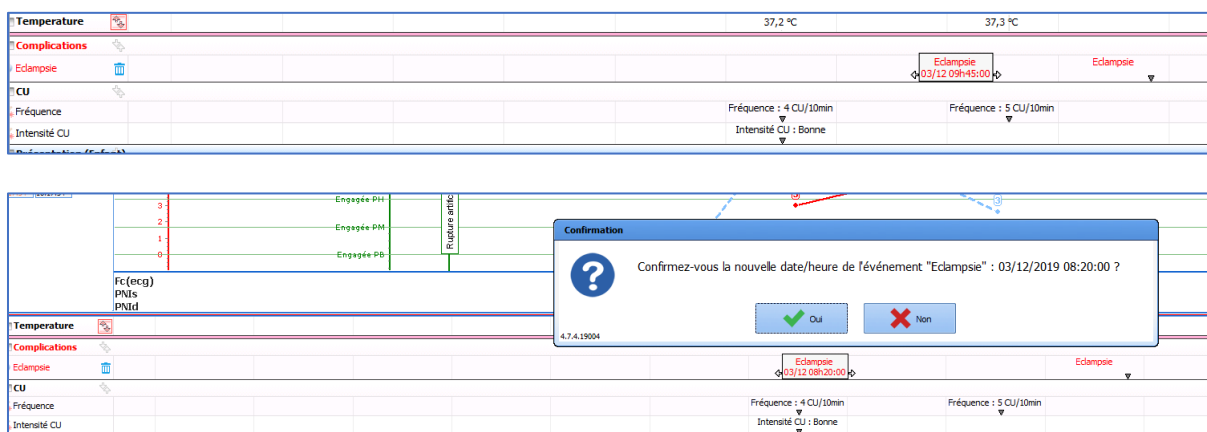 Temperature 37,2 °C 37,3 °C
Complications
Eclampsie Eclampsie Eclampsie
03/12 09h45:00
CU
Fréquence Fréquence : 4 CU/10min Fréquence : 5 CU/10min
Intensité CU Intensité CU : Bonne
Présentation (Enfant)
3 Engagée PH 3
2
Engagée PM Rupture artific
1
0 Engagée PB
Confirmation
Confirmez-vous la nouvelle date/heure de l'événement "Eclampsie" : 03/12/2019 08:20:00 ?
Oui Non
4.7.4.19004
Fc(ecg)
PNIs
PNId
Temperature
Complications
Eclampsie Eclampsie Eclampsie
03/12 08h20:00
CU
Fréquence Fréquence : 4 CU/10min Fréquence : 5 CU/10min
Intensité CU Intensité CU : Bonne